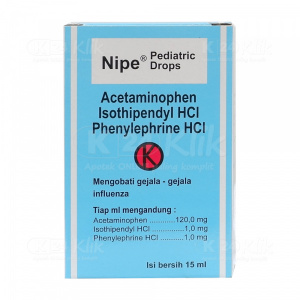 Nipe® Pediatric
Drops
Acetaminophen
Isothipendyl HCl
Phenylephrine HCl
K
Mengobati gejala - gejala
influenza
Tiap ml mengandung :
Acetaminophen ................120,0 mg
Isothipendyl HCl ...............1,0 mg
Phenylephrine HCl ............1,0 mg
Isi bersih 15 ml